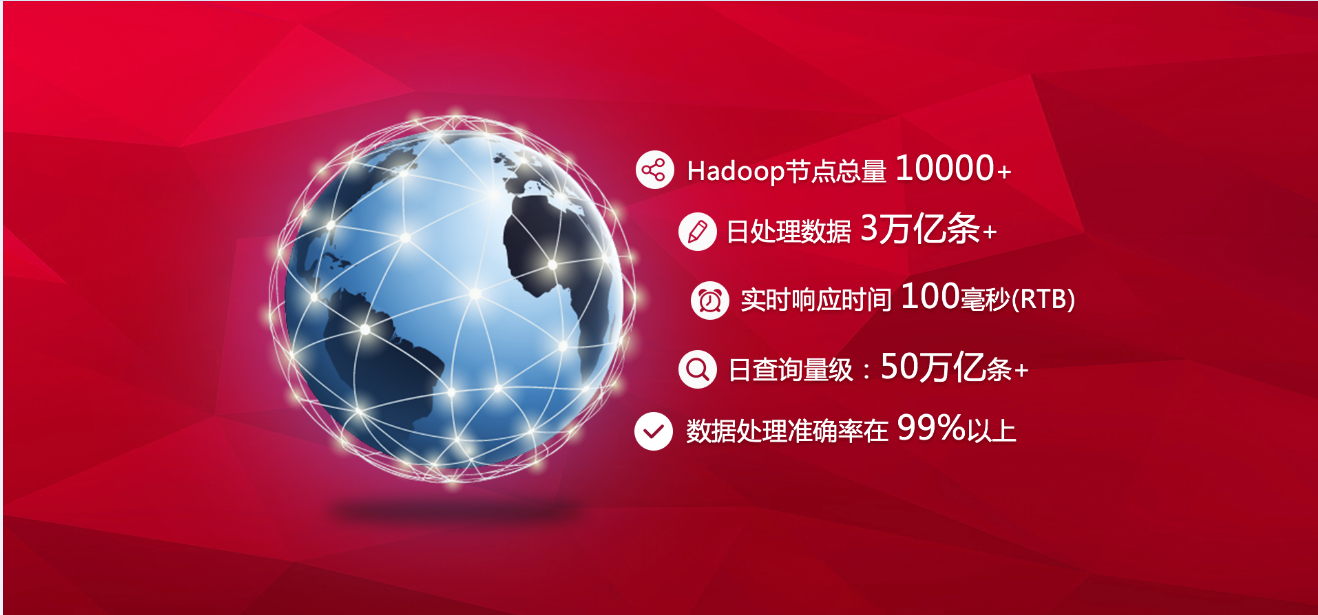 Hadoop节点总量 10000+
日处理数据 3万亿条+
实时响应时间 100毫秒(RTB)
日查询量级：50万亿条+
数据处理准确率在 99%以上